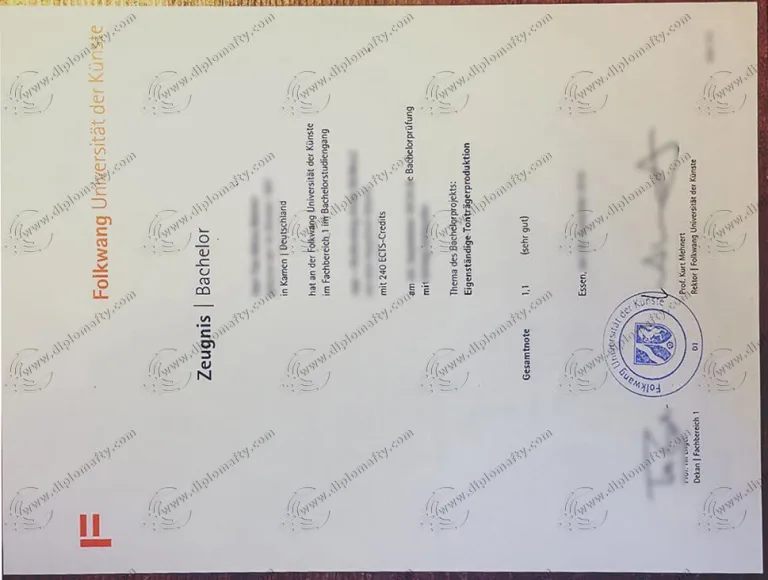 Folkwang Universität der Künste
Zeugnis | Bachelor
in Kamen | Deutschland
hat an der Folkwang Universität der Künste
im Fachbereich 1 im Bachelorstudiengang
mit 240 ECTS-Credits
am e Bachelorprüfung
mit
Thema des Bachelorprojekts:
Eigenständige Tonträgerproduktion
Gesamtnote 1,1 (sehr gut)
Essen,
Folkwang Universität der Künste
01
Dekan | Fachbereich 1
Prof. Kurt Mehnert
Rektor | Folkwang Universität der Künste
www.diplomafty.com